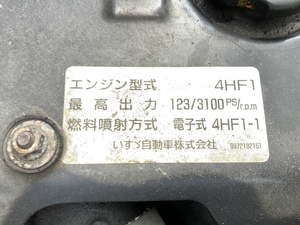 エンジン型式 4HF1
最高出力 123/3100PS/r.p.m
燃料噴射方式 電子式 4HF1-1
いすゞ自動車株式会社